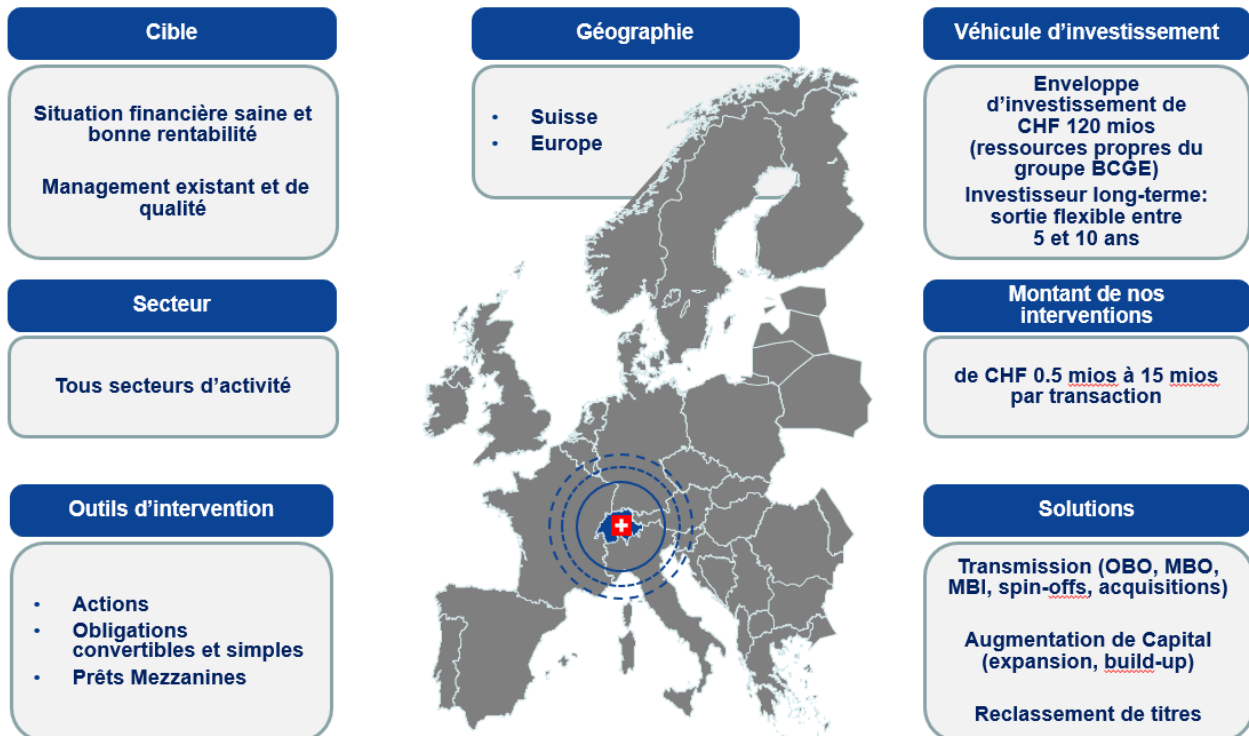 Cible
Situation financière saine et
bonne rentabilité
Management existant et de
qualité
Secteur
Tous secteurs d’activité
Outils d’intervention
• Actions
• Obligations
convertibles et simples
• Prêts Mezzanines
Géographie
• Suisse
• Europe
Véhicule d’investissement
Enveloppe
d’investissement de
CHF 120 mios
(ressources propres du
groupe BCGE)
Investisseur long-terme:
sortie flexible entre
5 et 10 ans
Montant de nos
interventions
de CHF 0.5 mios à 15 mios
par transaction
Solutions
Transmission (OBO, MBO,
MBI, spin-offs, acquisitions)
Augmentation de Capital
(expansion, build-up)
Reclassement de titres